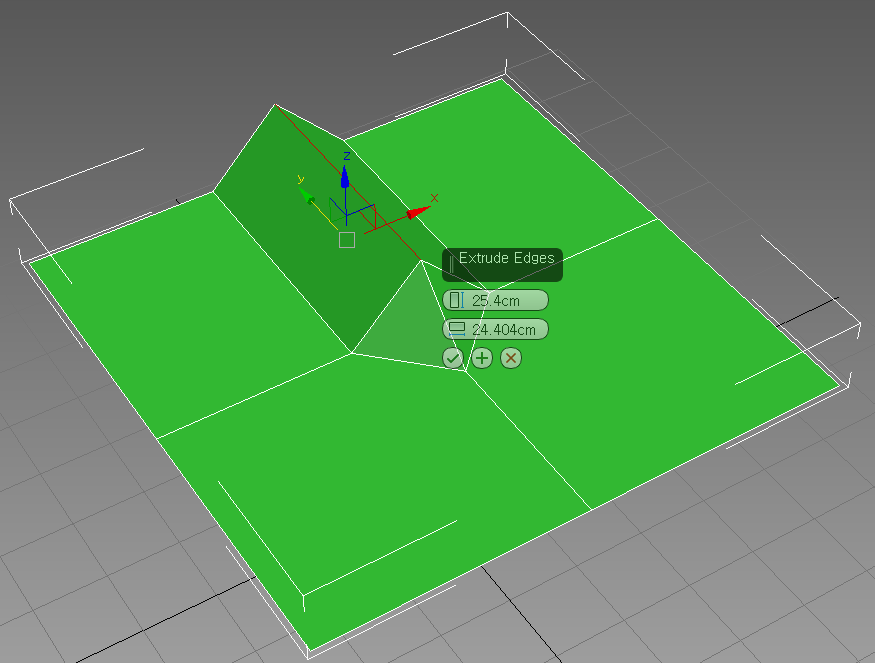 z
y
x
Extrude Edges
25.4cm
24.404cm